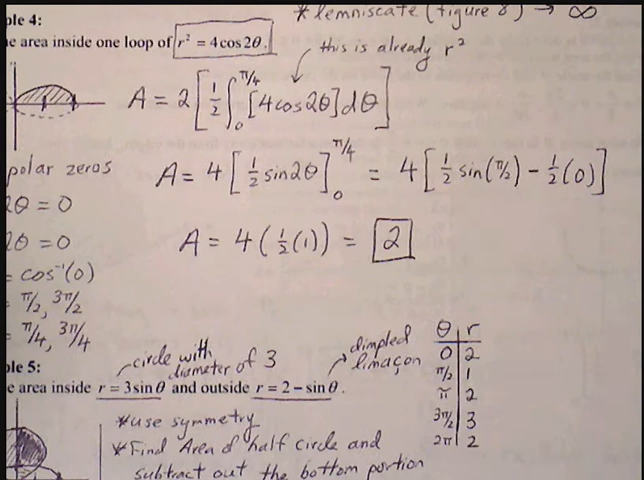 ple 4:
* lemniscate (figure 8) → ∞
e area inside one loop of r² = 4cos2θ.
this is already r²
A = 2[½∫₀^{π/4} [4cos2θ]dθ]
polar zeros
A = 4[½ sin2θ]₀^{π/4} = 4[½ sin(π/2) - ½(0)]
2θ = 0
2θ = 0
A = 4(½(1)) = 2
= cos⁻¹(0)
= π/2, 3π/2
= π/4, 3π/4
θ | r
0 | 2
π/2 | 1
π | 2
3π/2 | 3
2π | 2
ple 5:
circle with diameter of 3
dimpled limaçon
e area inside r = 3sinθ and outside r = 2 – sinθ.
*use symmetry
*Find Area of half circle and
subtract out the bottom portion